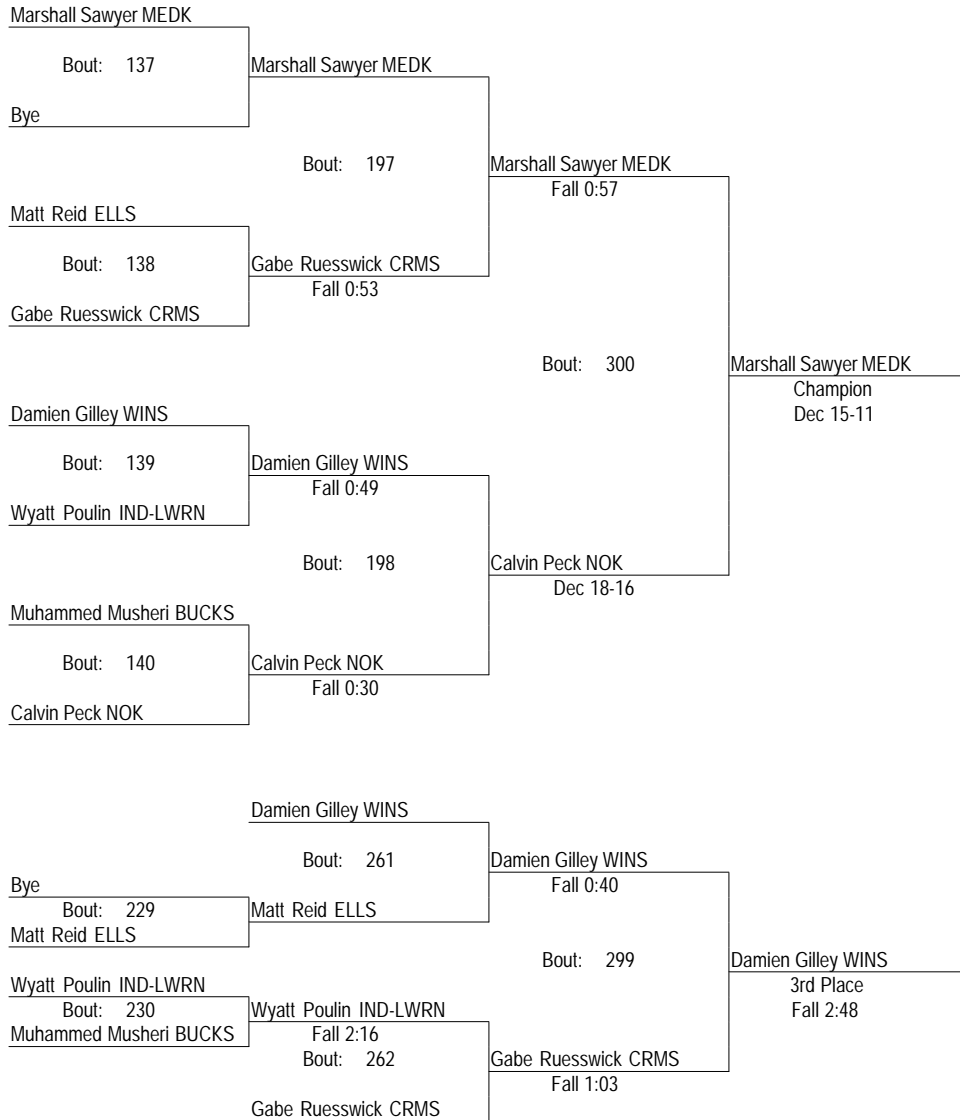 Marshall Sawyer MEDK
Bout: 137 Marshall Sawyer MEDK
Bye
Bout: 197 Marshall Sawyer MEDK
Fall 0:57
Matt Reid ELLS
Bout: 138 Gabe Ruesswick CRMS
Fall 0:53
Gabe Ruesswick CRMS
Bout: 300 Marshall Sawyer MEDK
Champion
Dec 15-11
Damien Gilley WINS
Bout: 139 Damien Gilley WINS
Fall 0:49
Wyatt Poulin IND-LWRN
Bout: 198 Calvin Peck NOK
Dec 18-16
Muhammed Musheri BUCKS
Bout: 140 Calvin Peck NOK
Fall 0:30
Calvin Peck NOK
Damien Gilley WINS
Bout: 261 Damien Gilley WINS
Fall 0:40
Bye
Bout: 229 Matt Reid ELLS
Matt Reid ELLS
Bout: 299 Damien Gilley WINS
3rd Place
Fall 2:48
Wyatt Poulin IND-LWRN
Bout: 230 Wyatt Poulin IND-LWRN
Muhammed Musheri BUCKS Fall 2:16
Bout: 262 Gabe Ruesswick CRMS
Fall 1:03
Gabe Ruesswick CRMS